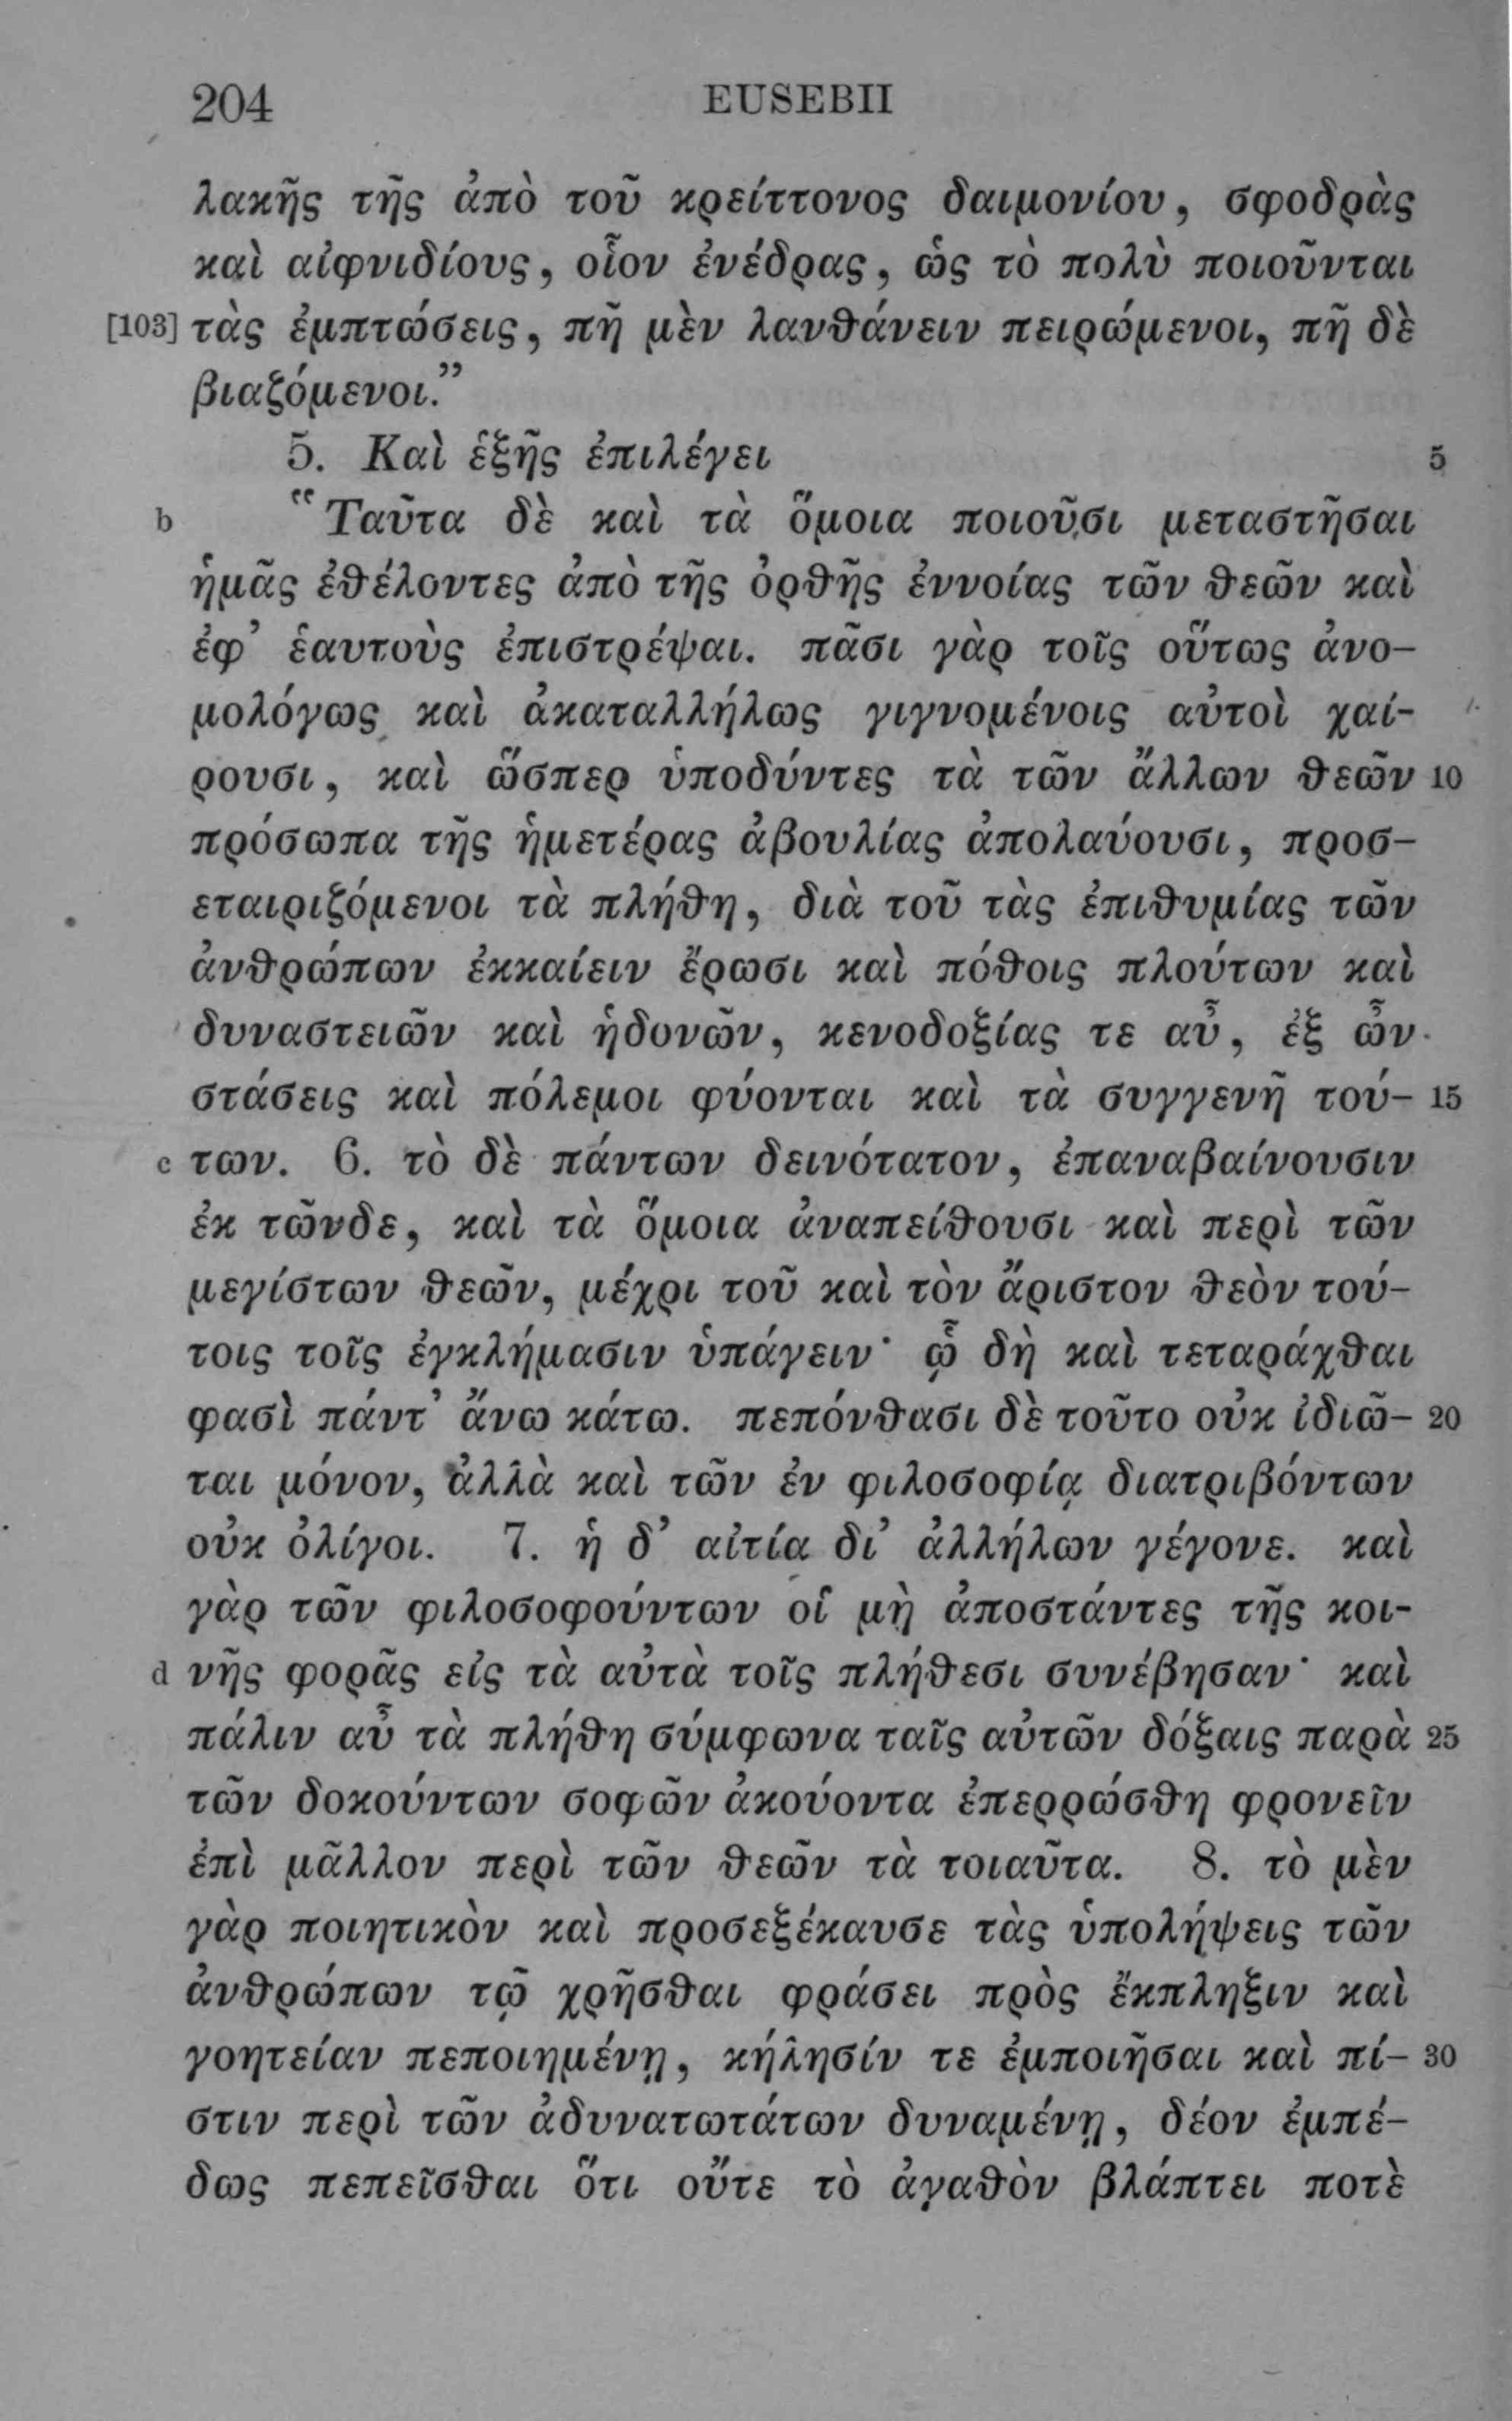 204 EUSEBII
λακῆς τῆς ἀπὸ τοῦ κρείττονος δαιμονίου, σφοδρὰς
καὶ αἰφνιδίους, οἷον ἐνέδρας, ὡς τὸ πολὺ ποιοῦνται
[103] τὰς ἐμπτώσεις, πῆ μὲν λανθάνειν πειρώμενοι, πῆ δὲ
βιαζόμενοι.”
5. Καὶ ἑξῆς ἐπιλέγει 5
b “Ταῦτα δὲ καὶ τὰ ὅμοια ποιοῦσι μεταστῆσαι
ἡμᾶς ἐθέλοντες ἀπὸ τῆς ὀρθῆς ἐννοίας τῶν θεῶν καὶ
ἐφ’ ἑαυτοὺς ἐπιστρέψαι. πᾶσι γὰρ τοῖς οὕτως ἀνο-
μολόγως καὶ ἀκαταλλήλως γιγνομένοις αὐτοὶ χαί-
ρουσι, καὶ ὥσπερ ὑποδύντες τὰ τῶν ἄλλων θεῶν 10
πρόσωπα τῆς ἡμετέρας ἀβουλίας ἀπολαύουσι, προσ-
εταιριζόμενοι τὰ πλήθη, διὰ τοῦ τὰς ἐπιθυμίας τῶν
ἀνθρώπων ἐκκαίειν ἔρωσι καὶ πόθοις πλούτων καὶ
δυναστειῶν καὶ ἡδονῶν, κενοδοξίας τε αὖ, ἐξ ὧν
στάσεις καὶ πόλεμοι φύονται καὶ τὰ συγγενῆ τού- 15
c των. 6. τὸ δὲ πάντων δεινότατον, ἐπαναβαίνουσιν
ἐκ τῶνδε, καὶ τὰ ὅμοια ἀναπείθουσι καὶ περὶ τῶν
μεγίστων θεῶν, μέχρι τοῦ καὶ τὸν ἄριστον θεὸν τού-
τοις τοῖς ἐγκλήμασιν ὑπάγειν· ᾧ δὴ καὶ τεταράχθαι
φασὶ πάντ’ ἄνω κάτω. πεπόνθασι δὲ τοῦτο οὐκ ἰδιῶ- 20
ται μόνον, ἀλλὰ καὶ τῶν ἐν φιλοσοφίᾳ διατριβόντων
οὐκ ὀλίγοι. 7. ἡ δ’ αἰτία δι’ ἀλλήλων γέγονε. καὶ
γὰρ τῶν φιλοσοφούντων οἱ μὴ ἀποστάντες τῆς κοι-
d νῆς φορᾶς εἰς τὰ αὐτὰ τοῖς πλήθεσι συνέβησαν· καὶ
πάλιν αὖ τὰ πλήθη σύμφωνα ταῖς αὑτῶν δόξαις παρὰ 25
τῶν δοκούντων σοφῶν ἀκούοντα ἐπερρώσθη φρονεῖν
ἐπὶ μᾶλλον περὶ τῶν θεῶν τὰ τοιαῦτα. 8. τὸ μὲν
γὰρ ποιητικὸν καὶ προσεξέκαυσε τὰς ὑπολήψεις τῶν
ἀνθρώπων τῷ χρῆσθαι φράσει πρὸς ἔκπληξιν καὶ
γοητείαν πεποιημένῃ, κήλησίν τε ἐμποιῆσαι καὶ πί- 30
στιν περὶ τῶν ἀδυνατωτάτων δυναμένῃ, δέον ἐμπέ-
δως πεπεῖσθαι ὅτι οὔτε τὸ ἀγαθὸν βλάπτει ποτὲ